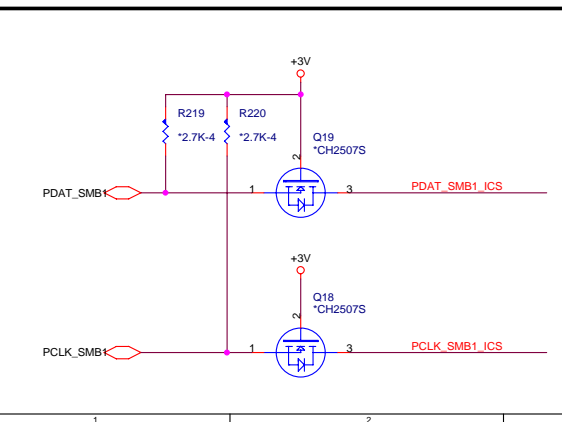 +3V
R219 R220
*2.7K-4 *2.7K-4
Q19
*CH2507S
2
PDAT_SMB1 1 3 PDAT_SMB1_ICS
+3V
Q18
*CH2507S
2
PCLK_SMB1 1 3 PCLK_SMB1_ICS
1 2